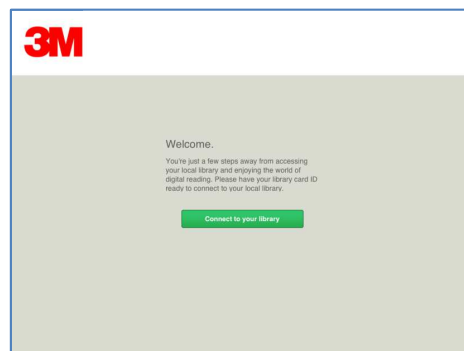 3M
Welcome.
You're just a few steps away from accessing
your local library and enjoying the world of
digital reading. Please have your library card ID
ready to connect to your local library.
Connect to your library